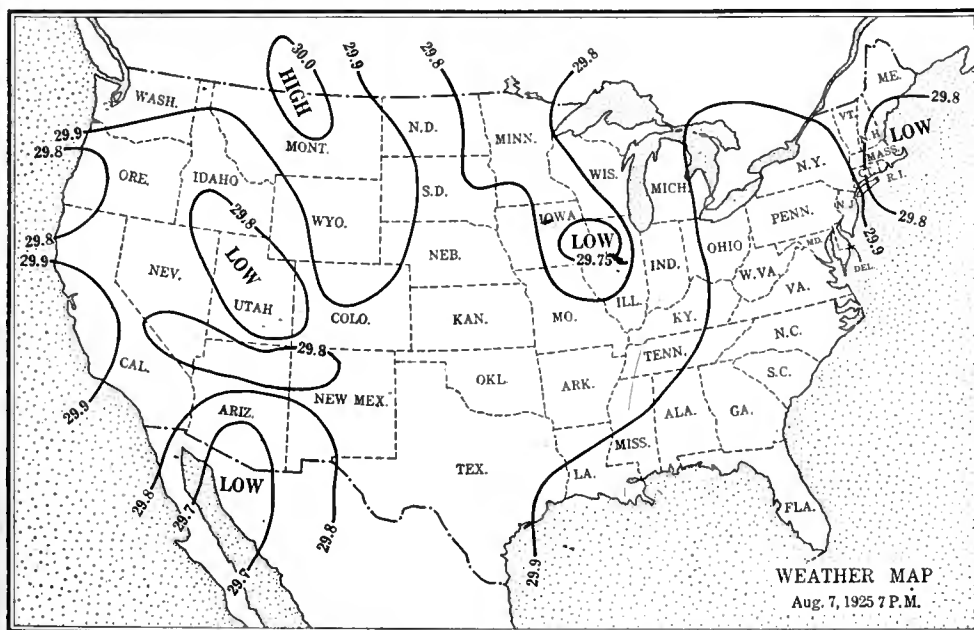 30.0
29.9
29.8
29.8
HIGH
WASH.
MONT.
N.D.
MINN.
ME.
29.8
VT.
N.H.
LOW
29.9
29.8
ORE.
IDAHO
WYO.
S.D.
WIS.
MICH.
N.Y.
MASS.
R.I.
29.8
IOWA
PENN.
N.J.
29.8
29.8
LOW
29.75
29.9
NEV.
LOW
UTAH
NEB.
ILL.
IND.
OHIO
W.VA.
MD.
DEL.
29.9
VA.
COLO.
KAN.
MO.
KY.
CAL.
29.8
TENN.
N.C.
S.C.
29.9
ARIZ.
NEW MEX.
OKL.
ARK.
MISS.
ALA.
GA.
LOW
TEX.
LA.
FLA.
29.8
29.7
29.7
29.8
29.9
WEATHER MAP
Aug. 7, 1925 7 P.M.